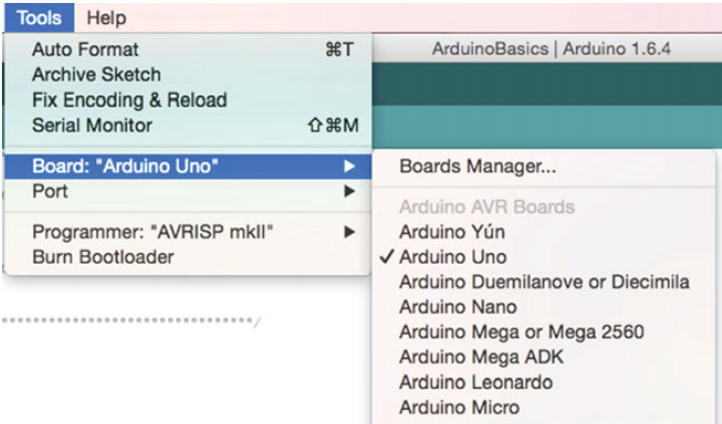 Tools Help
ArduinoBasics | Arduino 1.6.4
Auto Format ⌘T
Archive Sketch
Fix Encoding & Reload
Serial Monitor ⇧⌘M
Board: "Arduino Uno" ▶
Port ▶
Programmer: "AVRISP mkII" ▶
Burn Bootloader
Boards Manager...
Arduino AVR Boards
Arduino Yún
✓ Arduino Uno
Arduino Duemilanove or Diecimila
Arduino Nano
Arduino Mega or Mega 2560
Arduino Mega ADK
Arduino Leonardo
Arduino Micro
********************************/